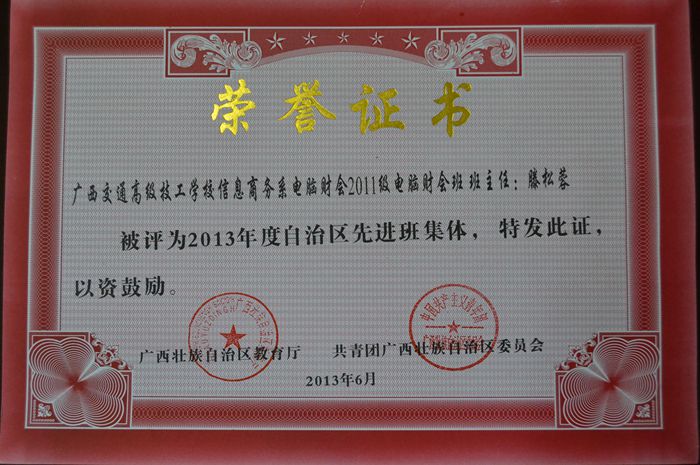 荣誉证书
广西交通高级技工学校信息商务系电脑财会2011级电脑财会班班主任：滕松蓉
被评为2013年度自治区先进班集体，特发此证，
以资鼓励。
广西壮族自治区教育厅 共青团广西壮族自治区委员会
2013年6月